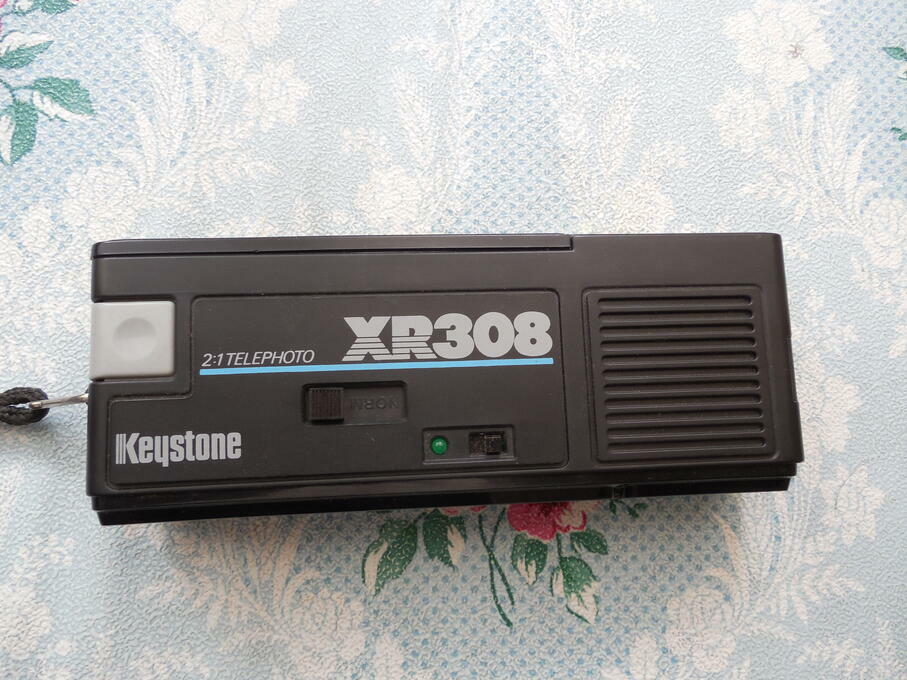 XR308
2:1 TELEPHOTO
NORM
Keystone